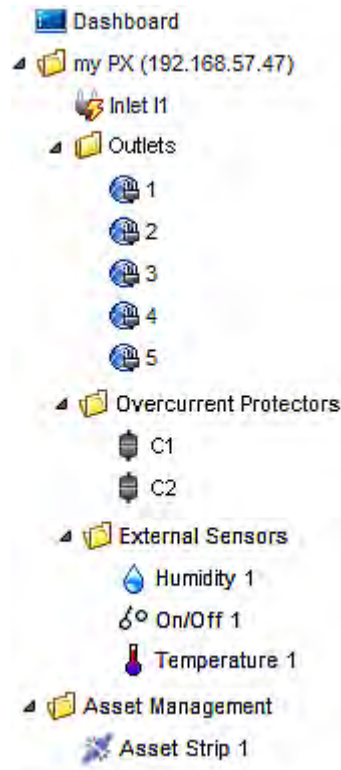 Dashboard
my PX (192.168.57.47)
Inlet I1
Outlets
1
2
3
4
5
Overcurrent Protectors
C1
C2
External Sensors
Humidity 1
On/Off 1
Temperature 1
Asset Management
Asset Strip 1